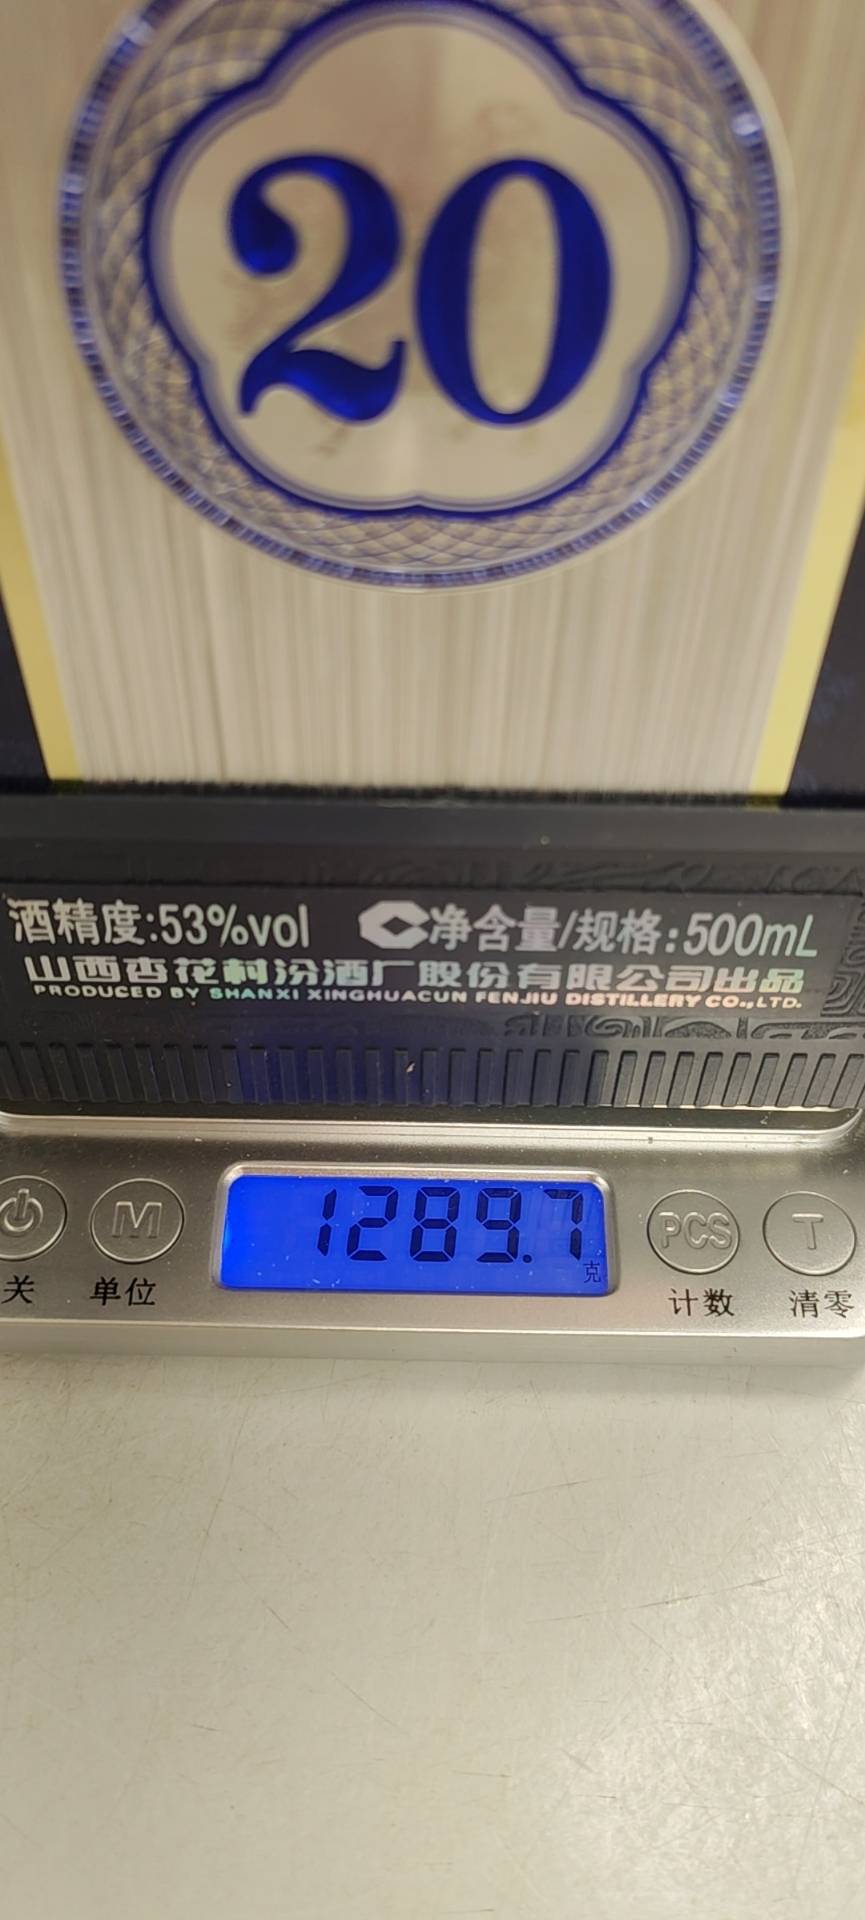 20
酒精度:53%vol 净含量/规格:500mL
山西杏花村汾酒厂股份有限公司出品
PRODUCED BY SHANXI XINGHUACUN FENJIU DISTILLERY CO.,LTD.
1289.7
克
M PCS T
关 单位 计数 清零